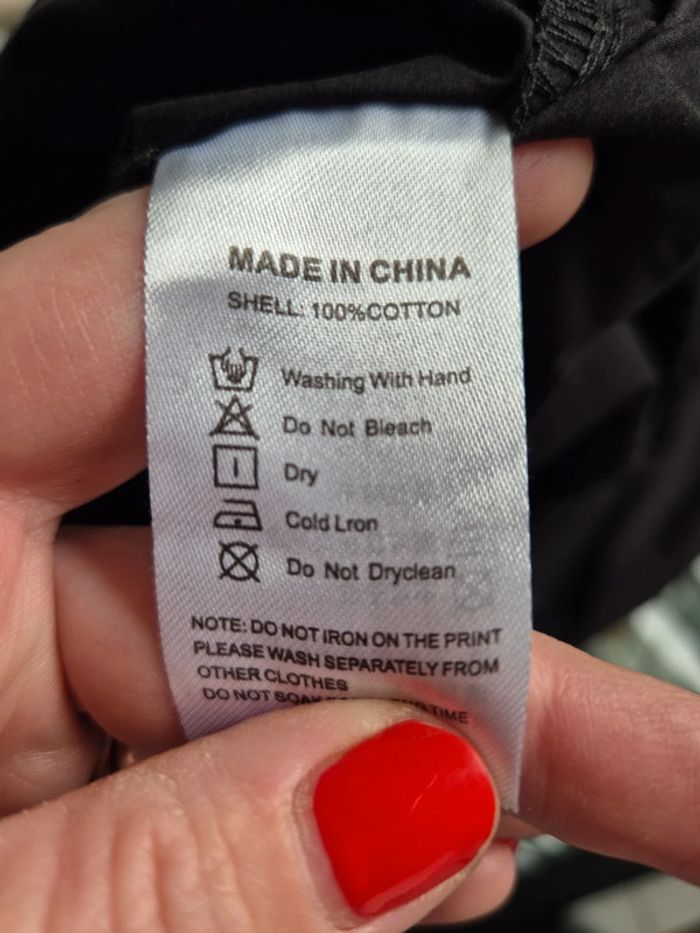 MADE IN CHINA
SHELL: 100%COTTON
Washing With Hand
Do Not Bleach
Dry
Cold Lron
Do Not Dryclean
NOTE: DO NOT IRON ON THE PRINT
PLEASE WASH SEPARATELY FROM
OTHER CLOTHES
DO NOT SOAK TIME